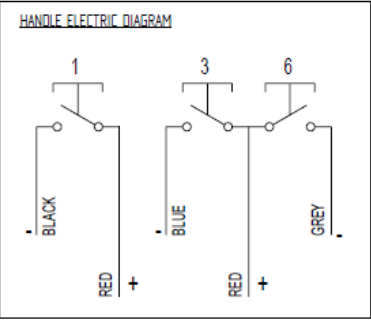 HANDLE ELECTRIC DIAGRAM
1 3 6
- BLACK RED + - BLUE RED + GREY -